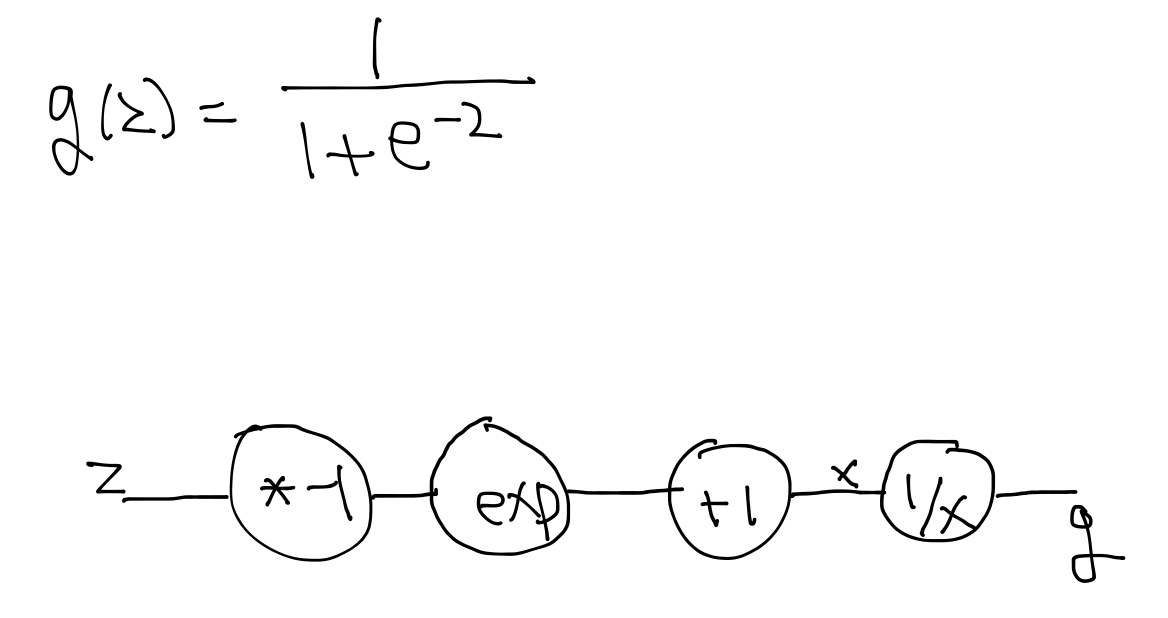 g(z) = 1 / (1 + e^-z)
z *-1 exp +1 x 1/x g